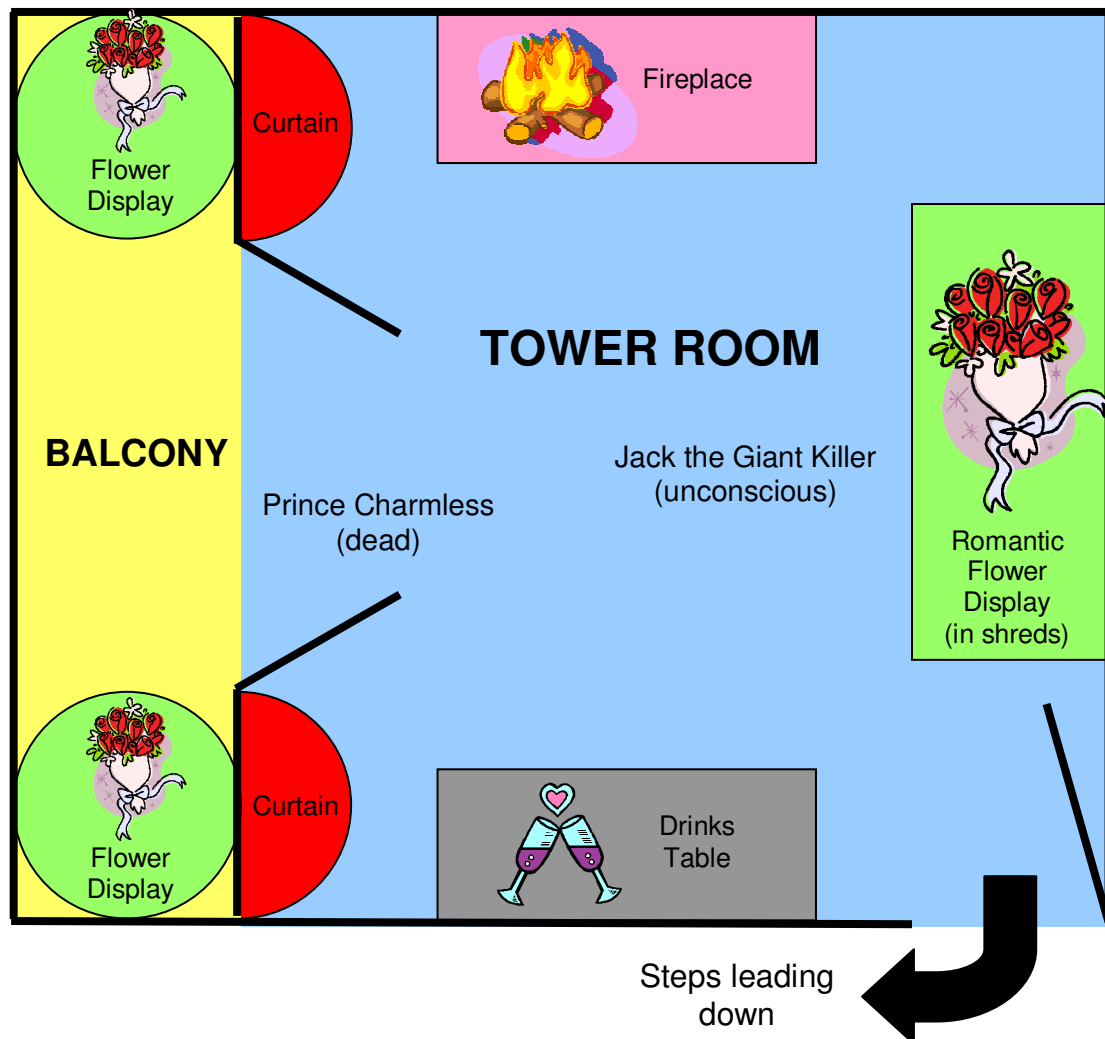 Fireplace
Curtain
Flower
Display
TOWER ROOM
BALCONY
Jack the Giant Killer
(unconscious)
Prince Charmless
(dead)
Romantic
Flower
Display
(in shreds)
Curtain
Drinks
Table
Flower
Display
Steps leading
down